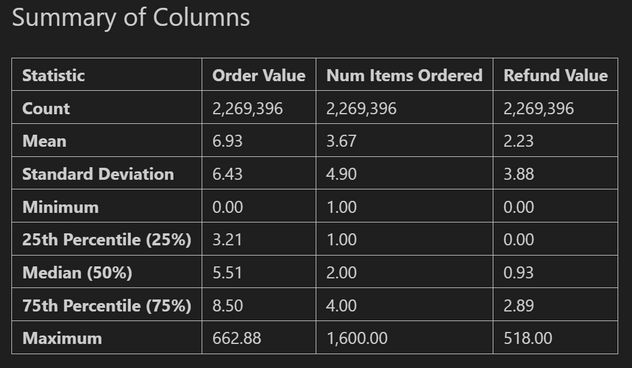 Summary of Columns
Statistic Order Value Num Items Ordered Refund Value
Count 2,269,396 2,269,396 2,269,396
Mean 6.93 3.67 2.23
Standard Deviation 6.43 4.90 3.88
Minimum 0.00 1.00 0.00
25th Percentile (25%) 3.21 1.00 0.00
Median (50%) 5.51 2.00 0.93
75th Percentile (75%) 8.50 4.00 2.89
Maximum 662.88 1,600.00 518.00